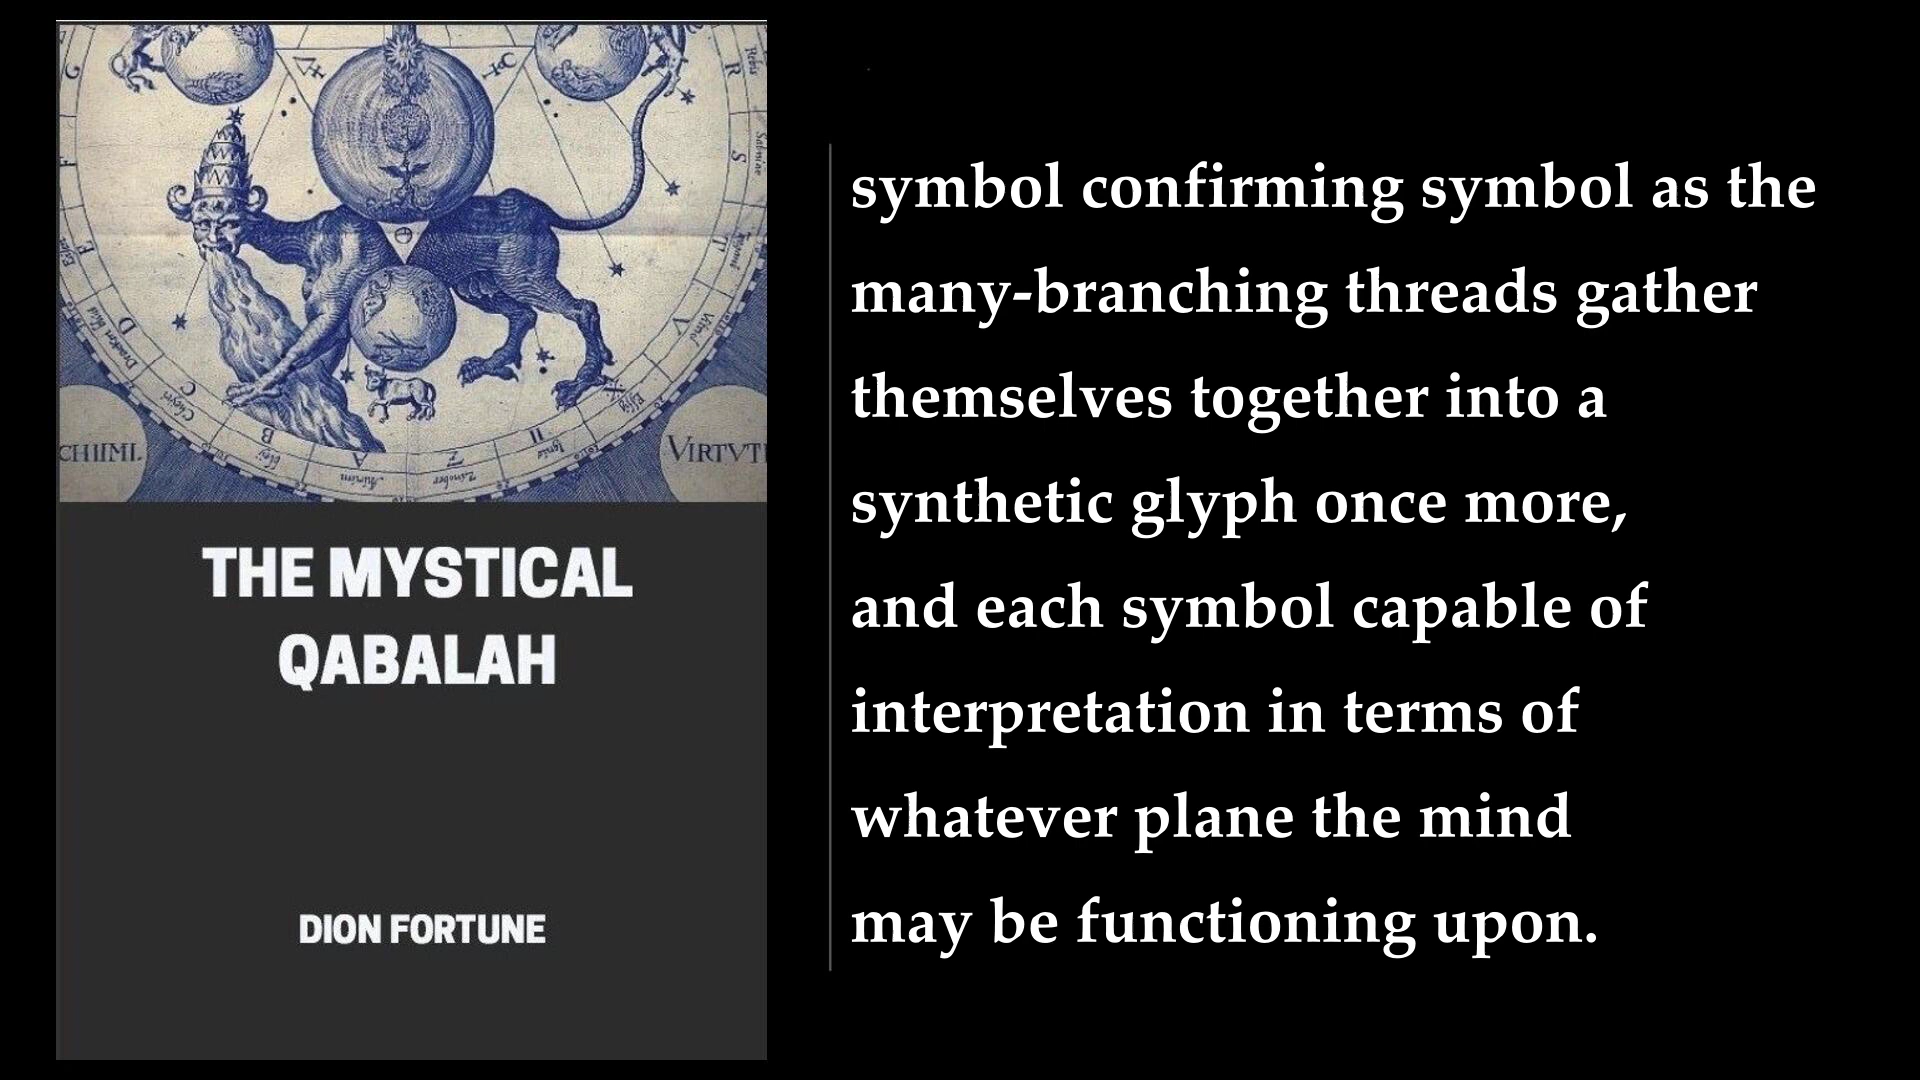 CHIIMI.
VIRTVTI
THE MYSTICAL
QABALAH
DION FORTUNE
symbol confirming symbol as the
many-branching threads gather
themselves together into a
synthetic glyph once more,
and each symbol capable of
interpretation in terms of
whatever plane the mind
may be functioning upon.